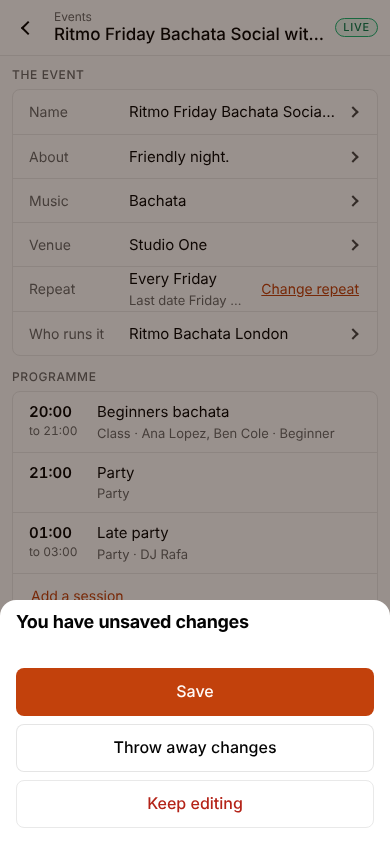 Events
Ritmo Friday Bachata Social wit...
LIVE
THE EVENT
Name
Ritmo Friday Bachata Socia...
About
Friendly night.
Music
Bachata
Venue
Studio One
Repeat
Every Friday
Last date Friday ...
Change repeat
Who runs it
Ritmo Bachata London
PROGRAMME
20:00
Beginners bachata
to 21:00
Class · Ana Lopez, Ben Cole · Beginner
21:00
Party
Party
01:00
Late party
to 03:00
Party · DJ Rafa
Add a session
You have unsaved changes
Save
Throw away changes
Keep editing